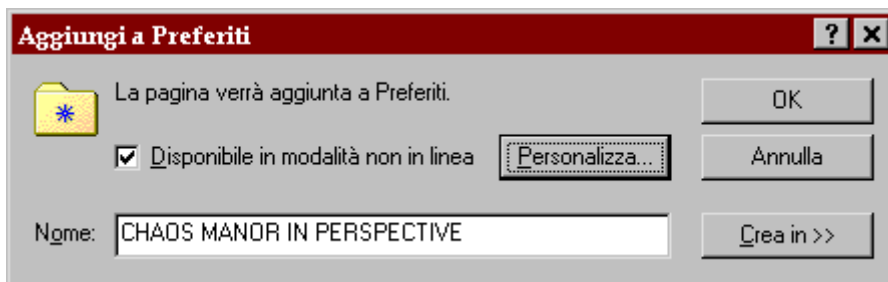 Aggiungi a Preferiti
La pagina verrà aggiunta a Preferiti.
OK
Disponibile in modalità non in linea
Personalizza...
Annulla
Nome:
CHAOS MANOR IN PERSPECTIVE
Crea in >>